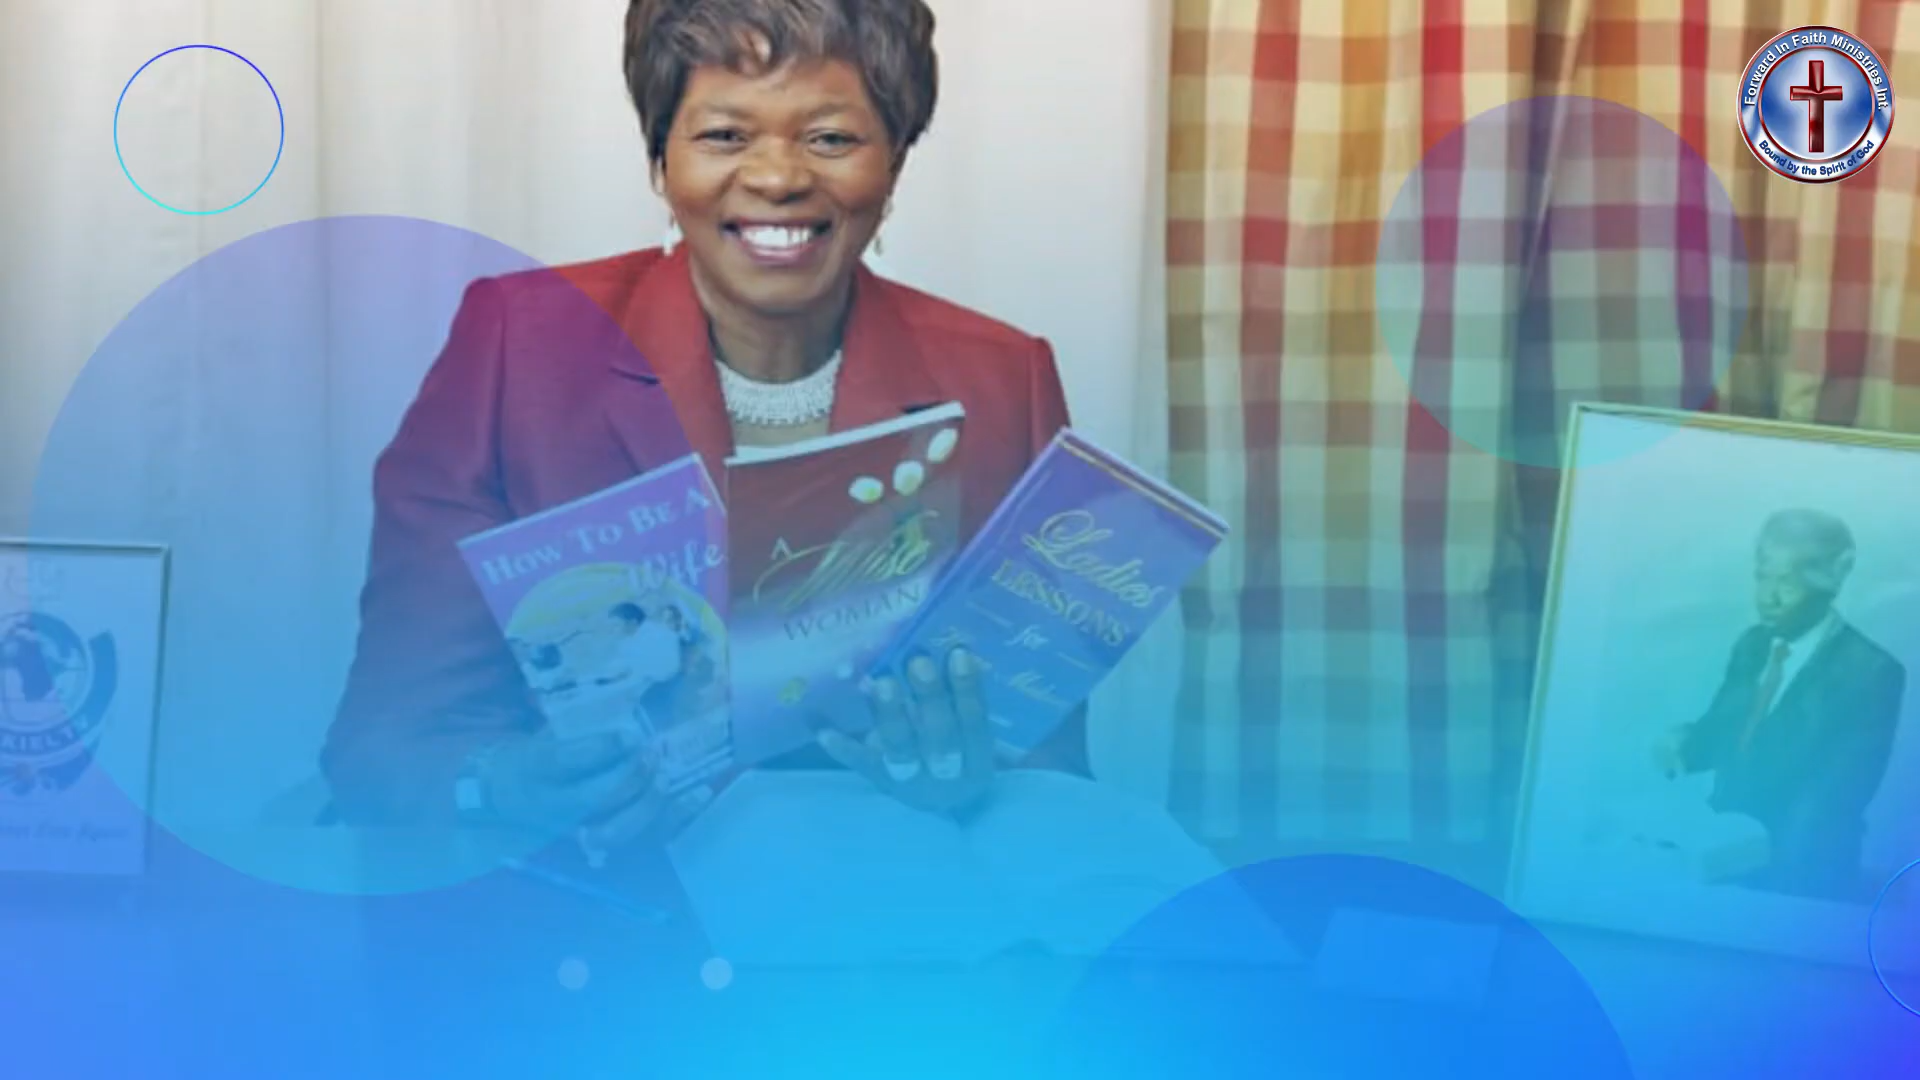 Forward In Faith Ministries Int.
Bound by the Spirit of God
How To Be A
Wife
A
Wise
WOMAN
Ladies
LESSONS
for
KIEL T